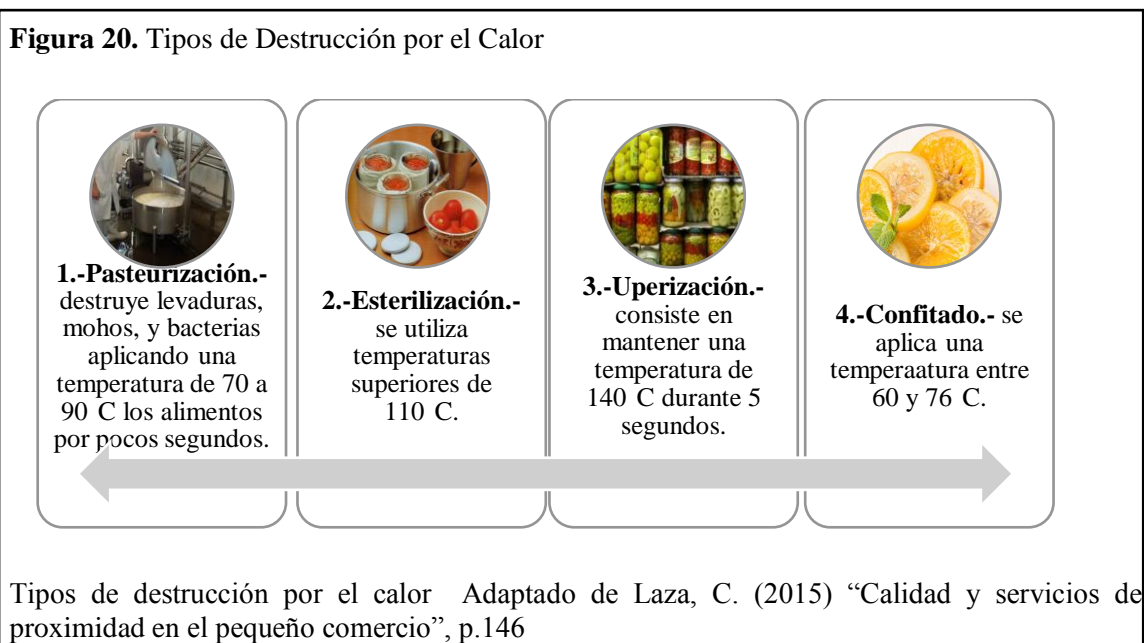 Figura 20. Tipos de Destrucción por el Calor
1.-Pasteurización.-
destruye levaduras,
mohos, y bacterias
aplicando una
temperatura de 70 a
90 C los alimentos
por pocos segundos.
2.-Esterilización.-
se utiliza
temperaturas
superiores de
110 C.
3.-Uperización.-
consiste en
mantener una
temperatura de
140 C durante 5
segundos.
4.-Confitado.- se
aplica una
temperaatura entre
60 y 76 C.
Tipos de destrucción por el calor Adaptado de Laza, C. (2015) “Calidad y servicios de
proximidad en el pequeño comercio”, p.146